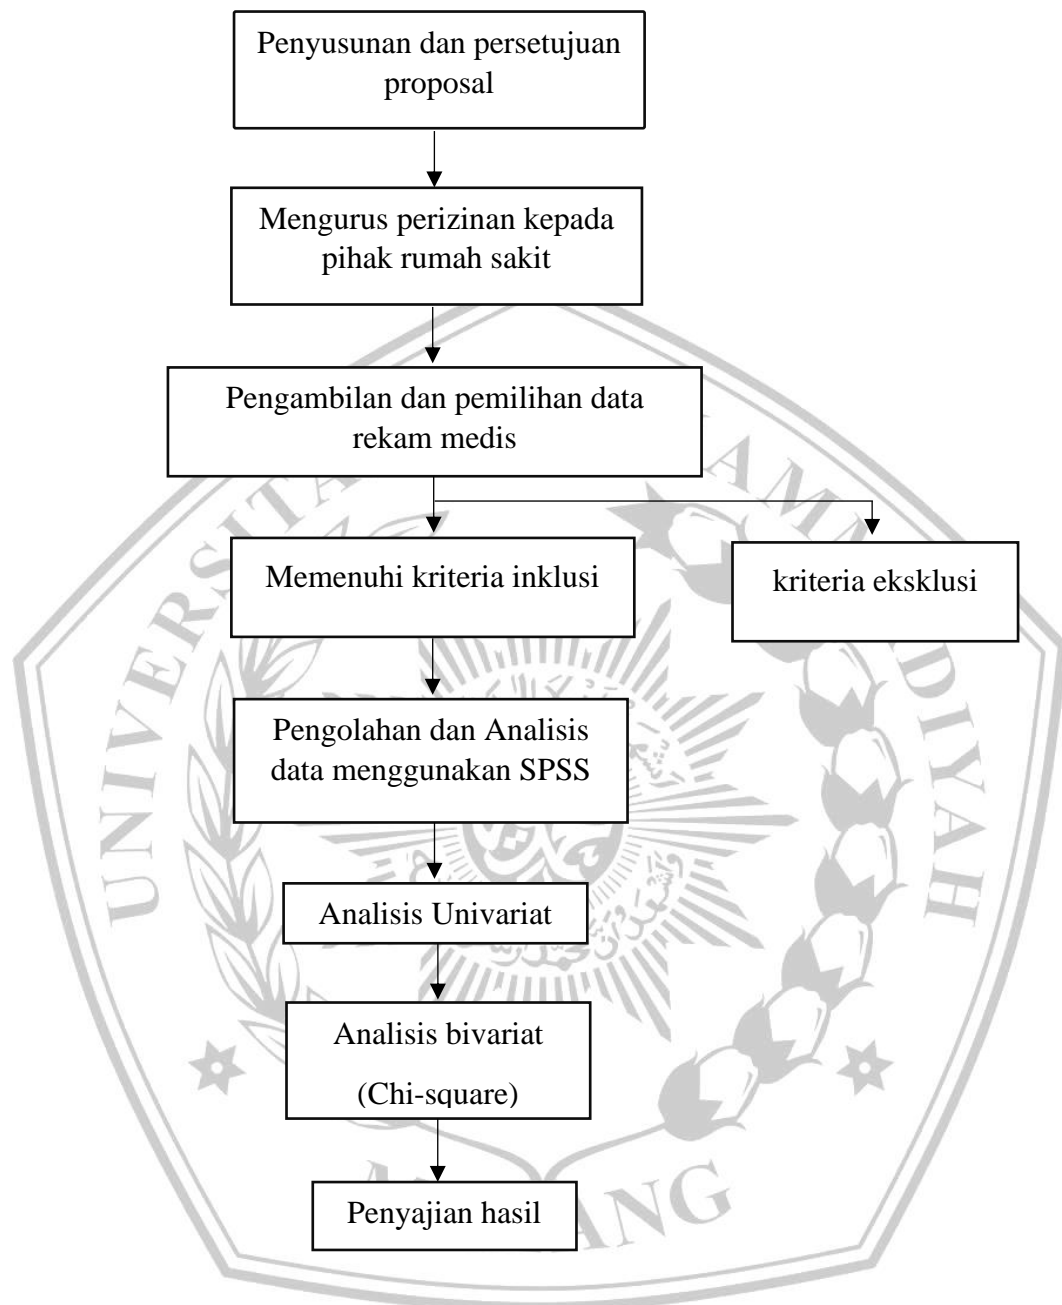 Penyusunan dan persetujuan
proposal
Mengurus perizinan kepada
pihak rumah sakit
Pengambilan dan pemilihan data
rekam medis
Memenuhi kriteria inklusi
kriteria eksklusi
Pengolahan dan Analisis
data menggunakan SPSS
Analisis Univariat
Analisis bivariat
(Chi-square)
Penyajian hasil